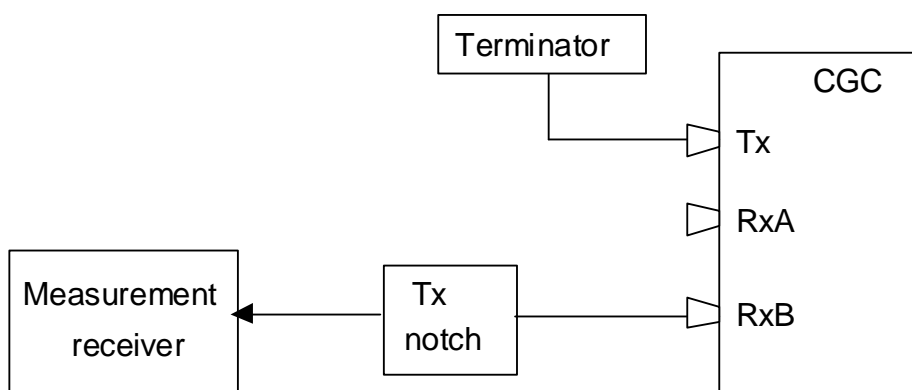 Terminator
CGC
Tx
RxA
Measurement
receiver
Tx
notch
RxB